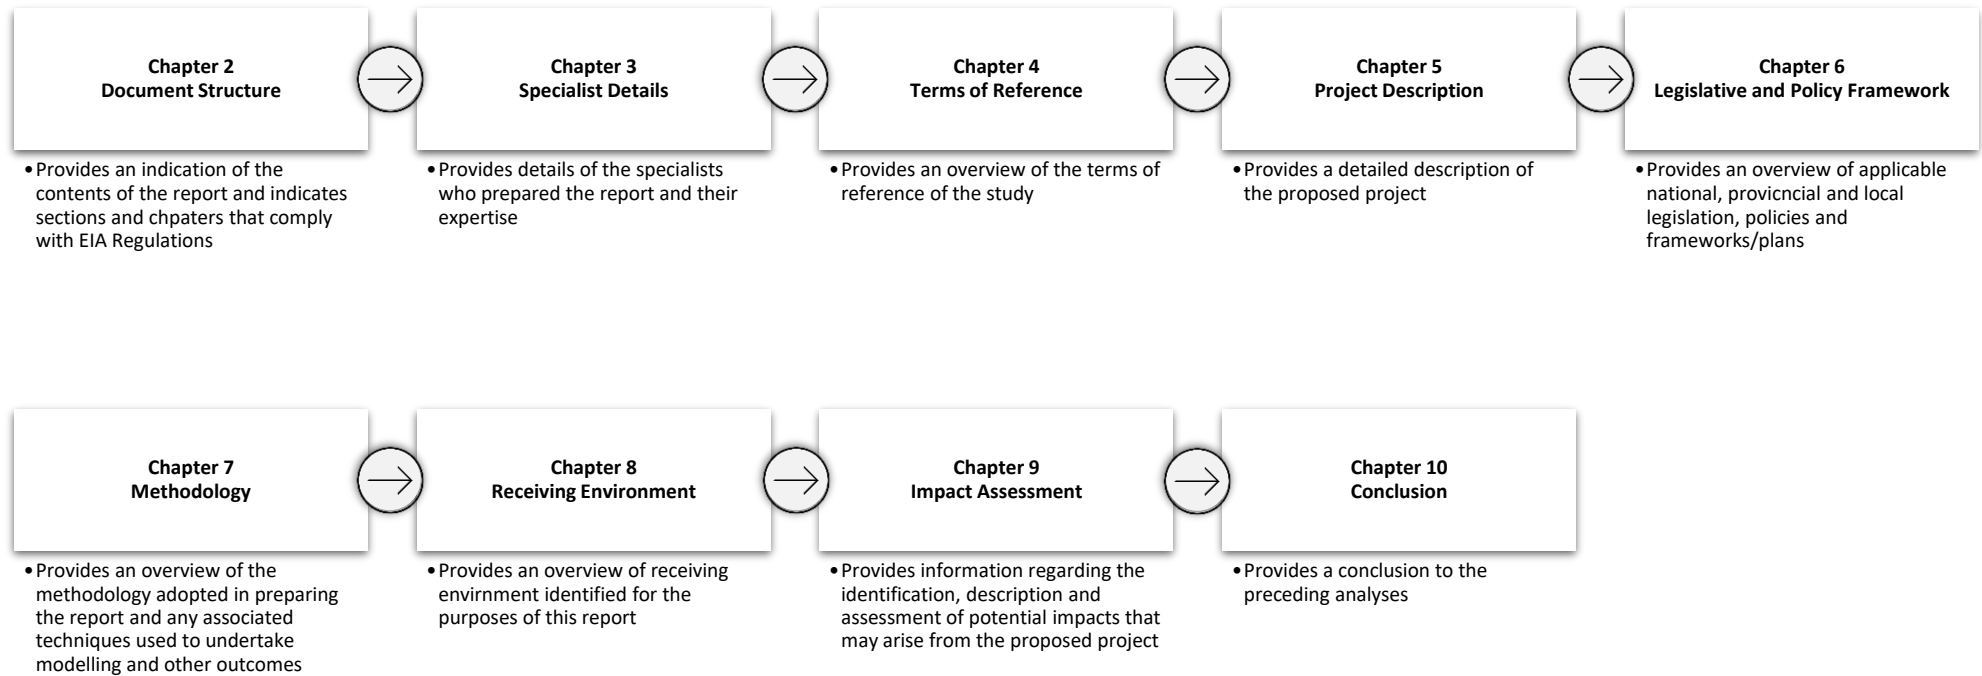 Chapter 2
Document Structure
• Provides an indication of the
contents of the report and indicates
sections and chpaters that comply
with EIA Regulations
Chapter 3
Specialist Details
• Provides details of the specialists
who prepared the report and their
expertise
Chapter 4
Terms of Reference
• Provides an overview of the terms of
reference of the study
Chapter 5
Project Description
• Provides a detailed description of
the proposed project
Chapter 6
Legislative and Policy Framework
• Provides an overview of applicable
national, provicncial and local
legislation, policies and
frameworks/plans
Chapter 7
Methodology
• Provides an overview of the
methodology adopted in preparing
the report and any associated
techniques used to undertake
modelling and other outcomes
Chapter 8
Receiving Environment
• Provides an overview of receiving
envirnment identified for the
purposes of this report
Chapter 9
Impact Assessment
• Provides information regarding the
identification, description and
assessment of potential impacts that
may arise from the proposed project
Chapter 10
Conclusion
• Provides a conclusion to the
preceding analyses